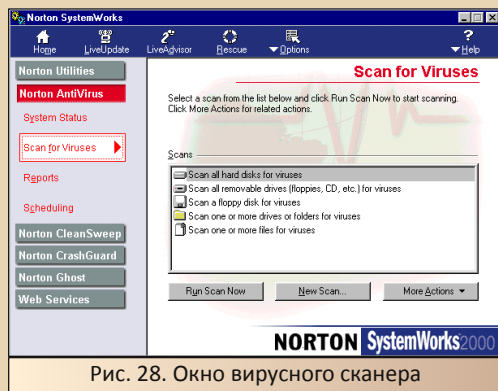 Norton SystemWorks
Home LiveUpdate LiveAdvisor Rescue Options Help
Norton Utilities
Norton AntiVirus
System Status
Scan for Viruses
Reports
Scheduling
Norton CleanSweep
Norton CrashGuard
Norton Ghost
Web Services
Scan for Viruses
Select a scan from the list below and click Run Scan Now to start scanning.
Click More Actions for related actions.
Scans
Scan all hard disks for viruses
Scan all removable drives (floppies, CD, etc.) for viruses
Scan a floppy disk for viruses
Scan one or more drives or folders for viruses
Scan one or more files for viruses
Run Scan Now New Scan... More Actions
NORTON SystemWorks 2000
Рис. 28. Окно вирусного сканера